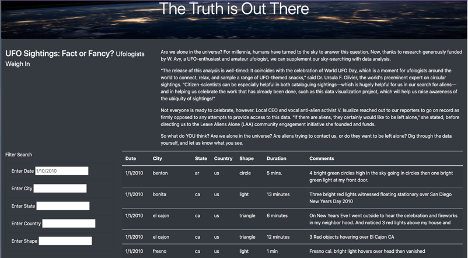 The Truth is Out There
UFO Sightings: Fact or Fancy? Ufologists
Weigh In
Are we alone in the universe? For millennia, humans have turned to the sky to answer this question. Now, thanks to research generously funded
by W. Avy, a UFO-enthusiast and amateur ufologist, we can supplement our sky-searching with data analysis.
"The release of this analysis is well-timed: it coincides with the celebration of World UFO Day, which is a moment for ufologists around the
world to connect, relax, and sample a range of UFO-themed snacks," said Dr. Ursula F. Olivier, the world's preeminent expert on circular
sightings. "Citizen-scientists can be especially helpful in both cataloguing sightings—which is hugely helpful for us in our search for aliens—
and in helping us celebrate the work that has already been done, such as this data visualization project, which will help us raise awareness of
the ubiquity of sightings!"
Not everyone is ready to celebrate, however. Local CEO and vocal anti-alien activist V. Isualize reached out to our reporters to go on record as
firmly opposed to any attempts to provide access to this data. "If there are aliens, they certainly would like to be left alone", she stated, before
directing us to the Leave Aliens Alone (LAA) community engagement initiative she founded and funds.
So what do YOU think? Are we alone in the universe? Are aliens trying to contact us, or do they want to be left alone? Dig through the data
yourself, and let us know what you see.
Filter Search
Enter Date 1/10/2010
Enter City
Enter State
Enter Country
Enter Shape
Date City State Country Shape Duration Comments
1/1/2010 benton ar us circle 5 mins. 4 bright green circles high in the sky going in circles then one bright
green light at my front door.
1/1/2010 bonita ca us light 13 minutes Three bright red lights witnessed floating stationary over San Diego
New Years Day 2010
1/1/2010 el cajon ca us triangle 6 minutes On New Years Eve I went outside to hear the celebration and fireworks
in my neighbor hood. And noticed 3 red lights above my house and
1/1/2010 el cajon ca us triangle 12 minutes 3 Red objects hovering over El Cajon CA
1/1/2010 fresno ca us light 1 min Fresno cal. bright light hovers over head then vanished